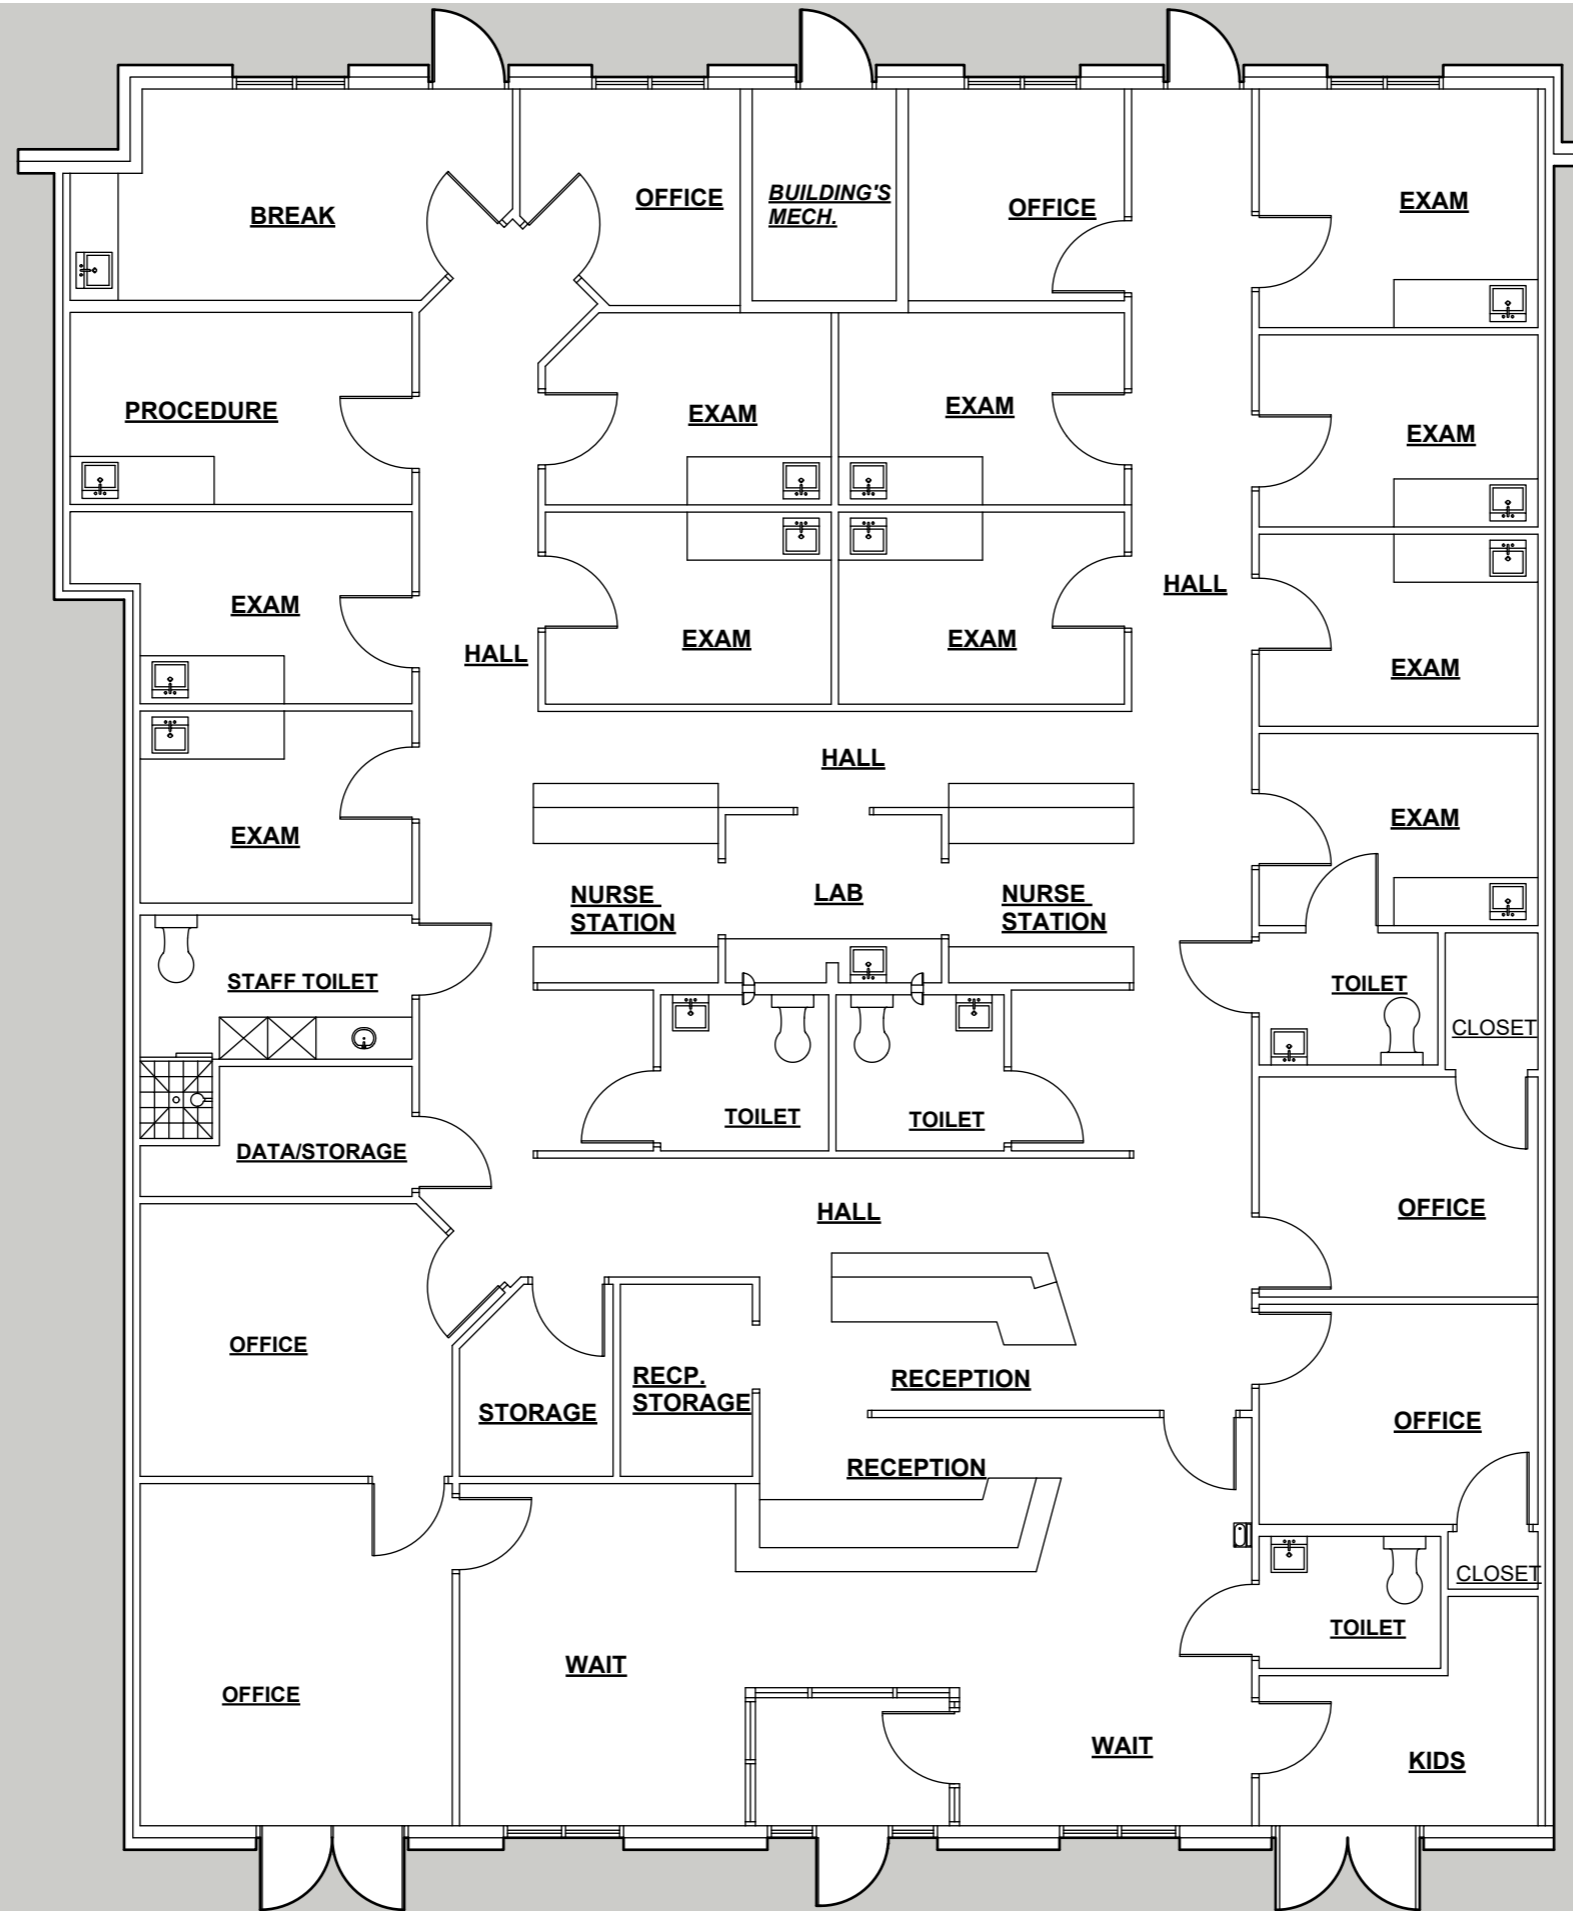 BREAK
OFFICE
BUILDING'S
MECH.
OFFICE
EXAM
PROCEDURE
EXAM
EXAM
EXAM
EXAM
HALL
EXAM
EXAM
HALL
EXAM
EXAM
HALL
EXAM
EXAM
NURSE
STATION
LAB
NURSE
STATION
STAFF TOILET
TOILET
CLOSET
TOILET
TOILET
DATA/STORAGE
HALL
OFFICE
OFFICE
RECP.
STORAGE
RECEPTION
STORAGE
OFFICE
RECEPTION
CLOSET
TOILET
WAIT
OFFICE
WAIT
KIDS